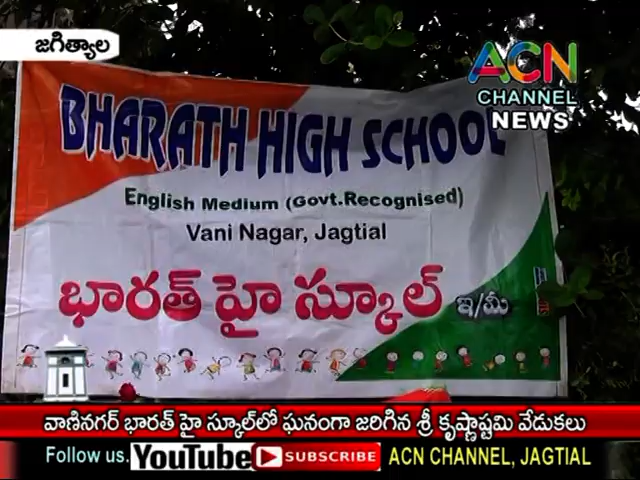 జగిత్యాల
ACN
CHANNEL
NEWS
BHARATH HIGH SCHOOL
English Medium (Govt.Recognised)
Vani Nagar, Jagtial
భారత్ హై స్కూల్ ఇ/మీ
వాణినగర్ భారత్ హై స్కూల్‌లో ఘనంగా జరిగిన శ్రీ కృష్ణాష్టమి వేడుకలు
Follow us. YouTube SUBSCRIBE ACN CHANNEL, JAGTIAL